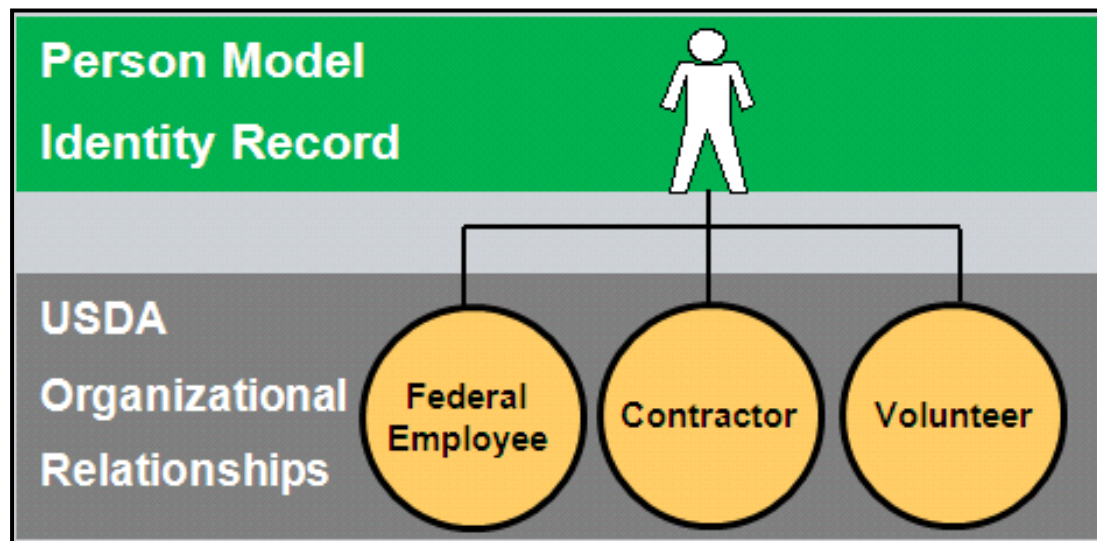 Person Model
Identity Record
USDA
Organizational
Relationships
Federal
Employee
Contractor
Volunteer